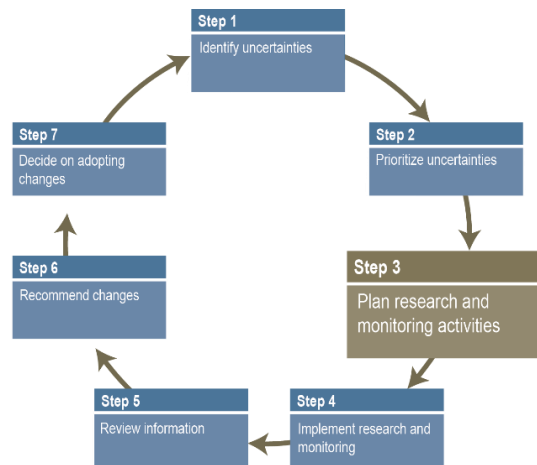 Step 1
Identify uncertainties
Step 2
Prioritize uncertainties
Step 3
Plan research and
monitoring activities
Step 4
Implement research and
monitoring
Step 5
Review information
Step 6
Recommend changes
Step 7
Decide on adopting
changes